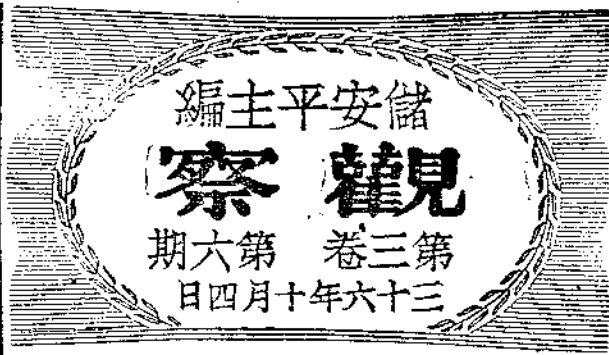 儲安平主編
觀察
第三卷 第六期
三十六年十月四日